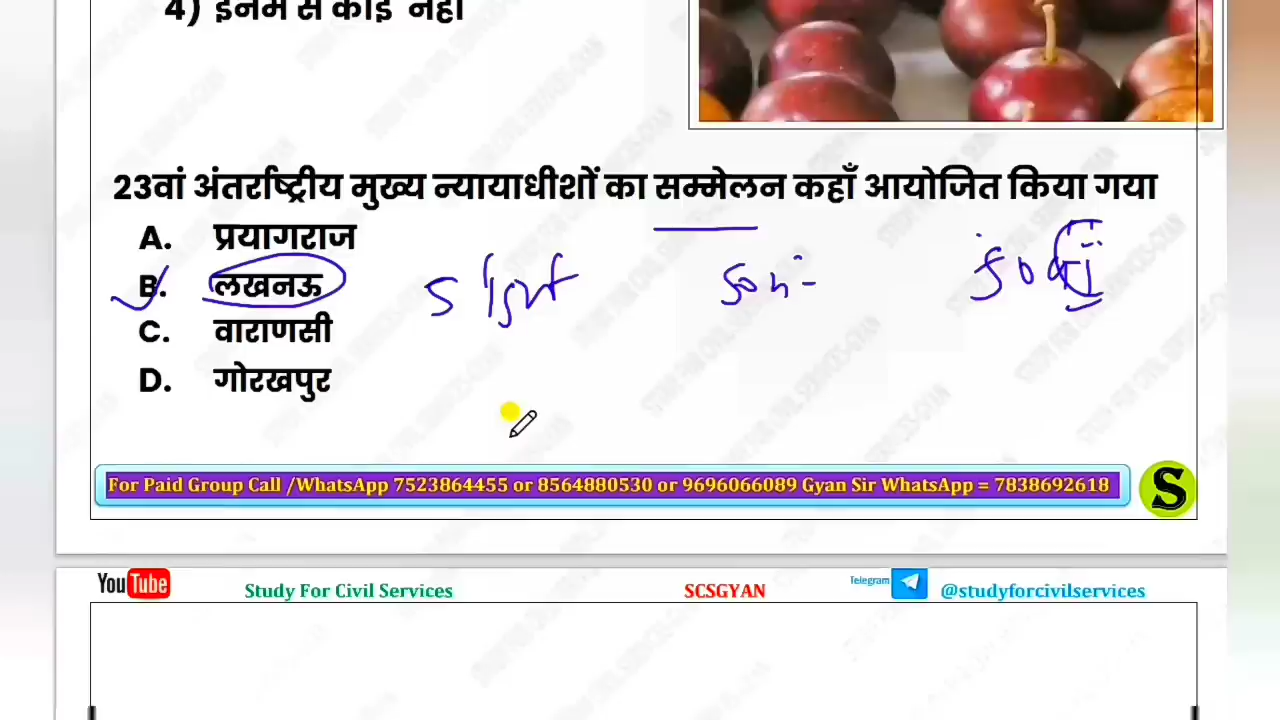 4) इनमें से कोई नहीं
23वां अंतर्राष्ट्रीय मुख्य न्यायाधीशों का सम्मेलन कहाँ आयोजित किया गया
A. प्रयागराज
B. लखनऊ
C. वाराणसी
D. गोरखपुर
For Paid Group Call /WhatsApp 7523864455 or 8564880530 or 9696066089 Gyan Sir WhatsApp = 7838692618
S
YouTube Study For Civil Services SCSGYAN Telegram @studyforcivilservices